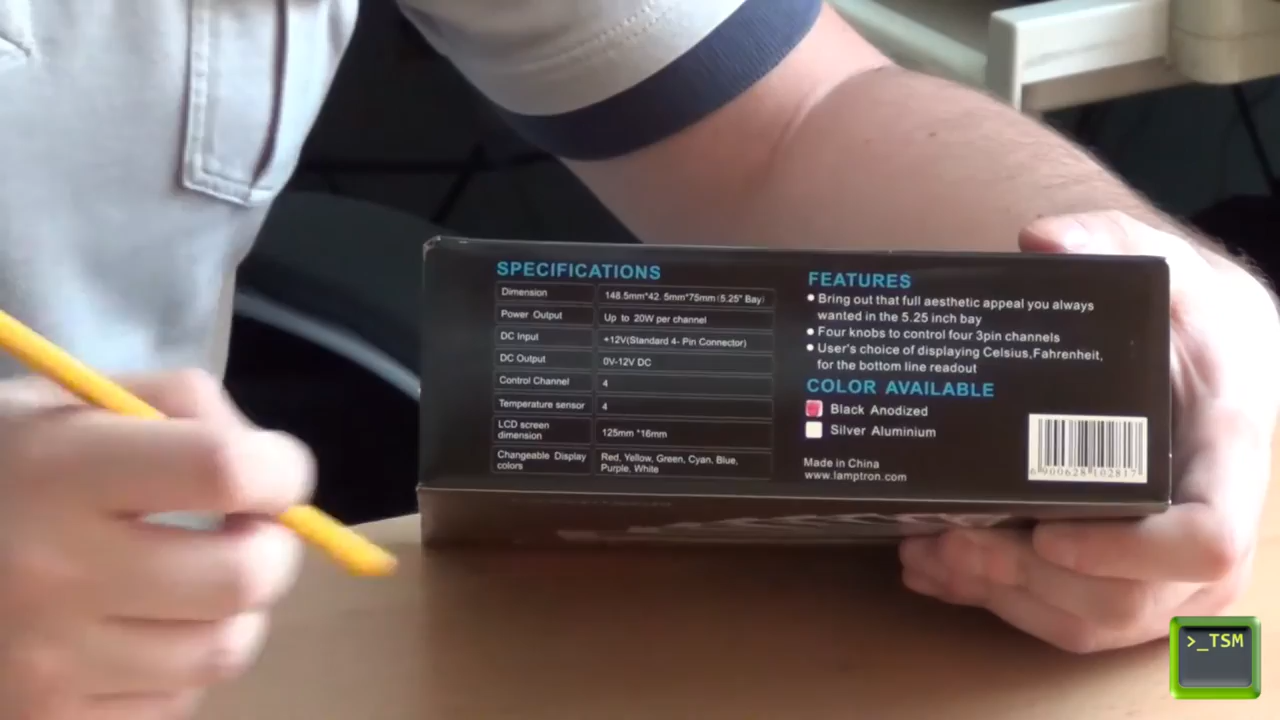 SPECIFICATIONS
Dimension 148.5mm*42. 5mm*75mm (5.25" Bay)
Power Output Up to 20W per channel
DC Input +12V(Standard 4- Pin Connector)
DC Output 0V-12V DC
Control Channel 4
Temperature sensor 4
LCD screen
dimension 125mm *16mm
Changeable Display
colors
Red, Yellow, Green, Cyan, Blue,
Purple, White
FEATURES
● Bring out that full aesthetic appeal you always
wanted in the 5.25 inch bay
● Four knobs to control four 3pin channels
● User's choice of displaying Celsius,Fahrenheit,
for the bottom line readout
COLOR AVAILABLE
Black Anodized
Silver Aluminium
Made in China
www.lamptron.com
6 900628 102817
>_TSM